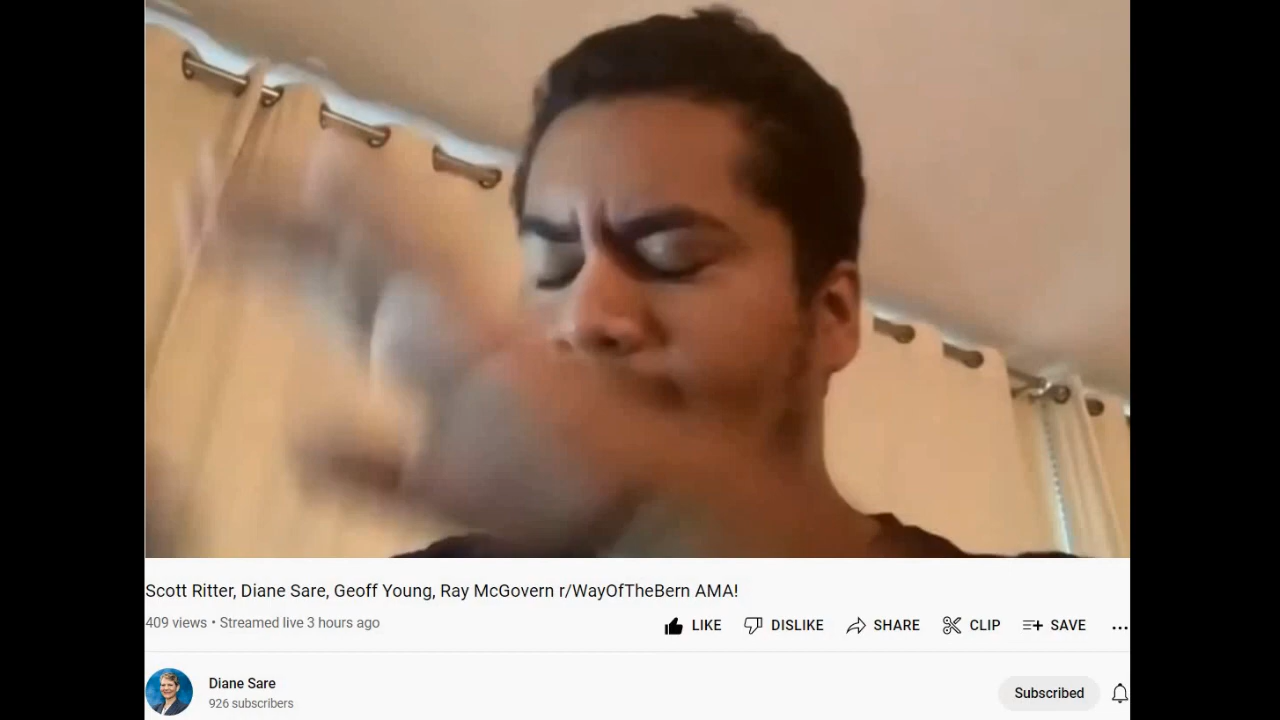 Scott Ritter, Diane Sare, Geoff Young, Ray McGovern r/WayOfTheBern AMA!
409 views • Streamed live 3 hours ago
LIKE DISLIKE SHARE CLIP SAVE ...
Diane Sare
926 subscribers
Subscribed